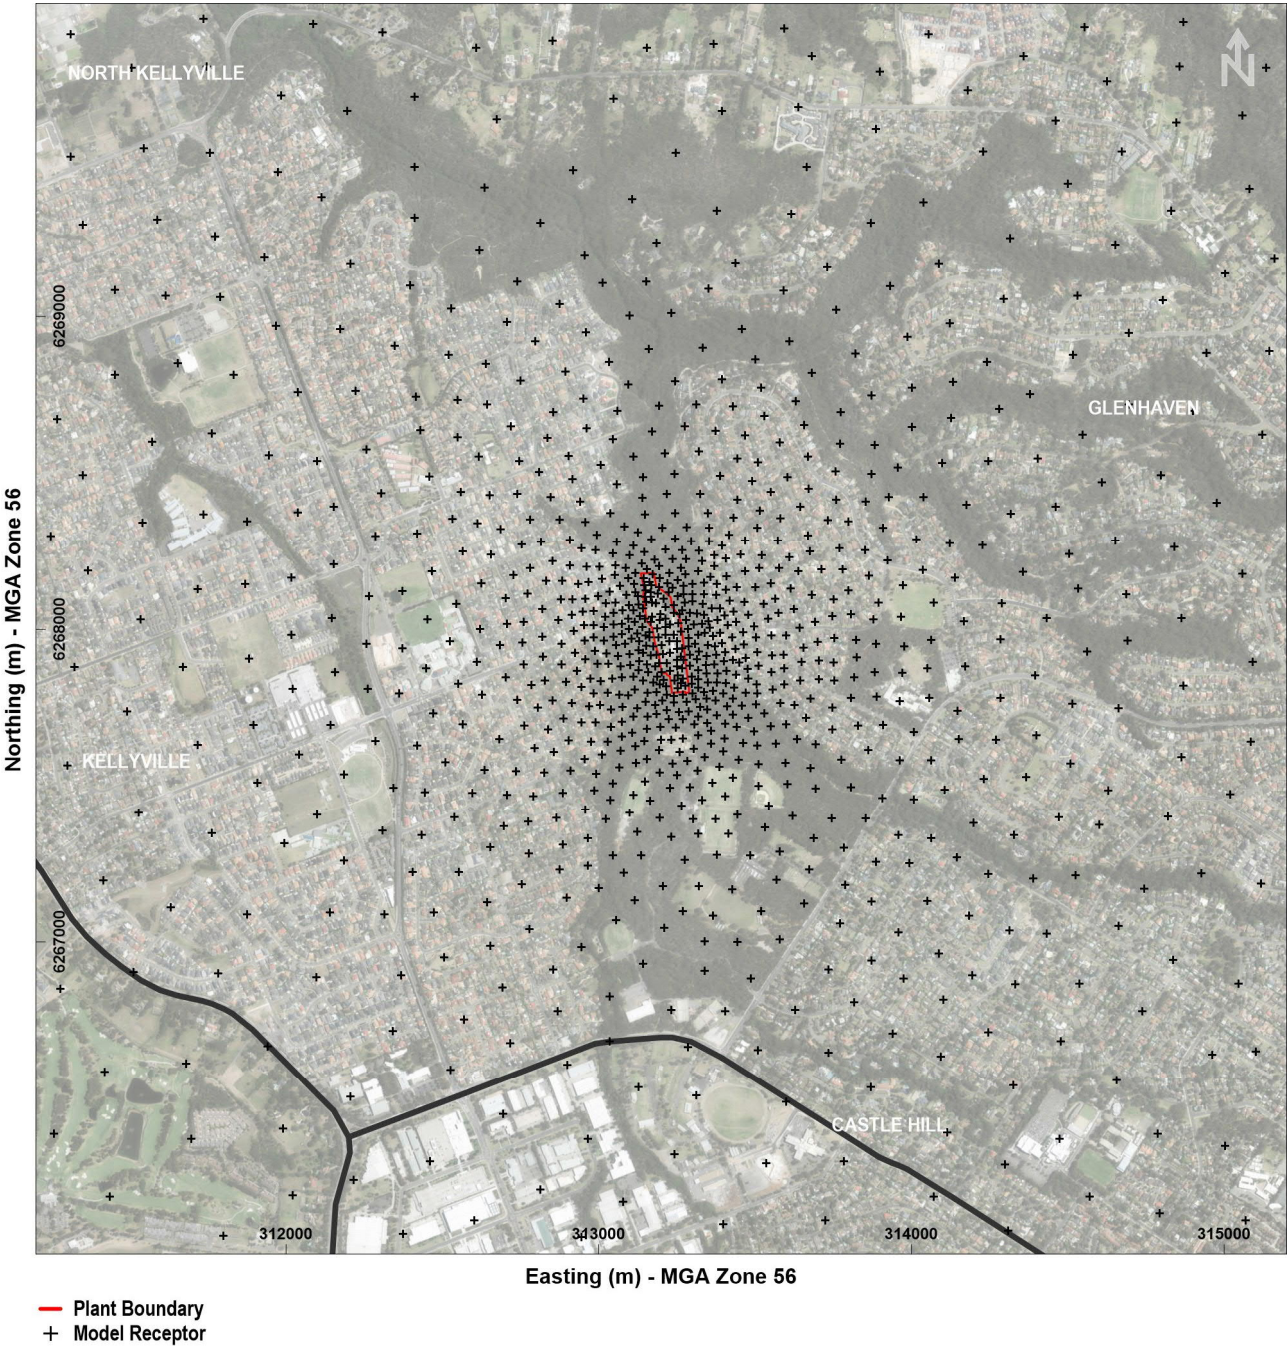 N
NORTH KELLYVILLE
6269000
GLENHAVEN
Northing (m) - MGA Zone 56
6268000
KELLYVILLE
6267000
CASTLE HILL
312000
313000
314000
315000
Easting (m) - MGA Zone 56
Plant Boundary
Model Receptor